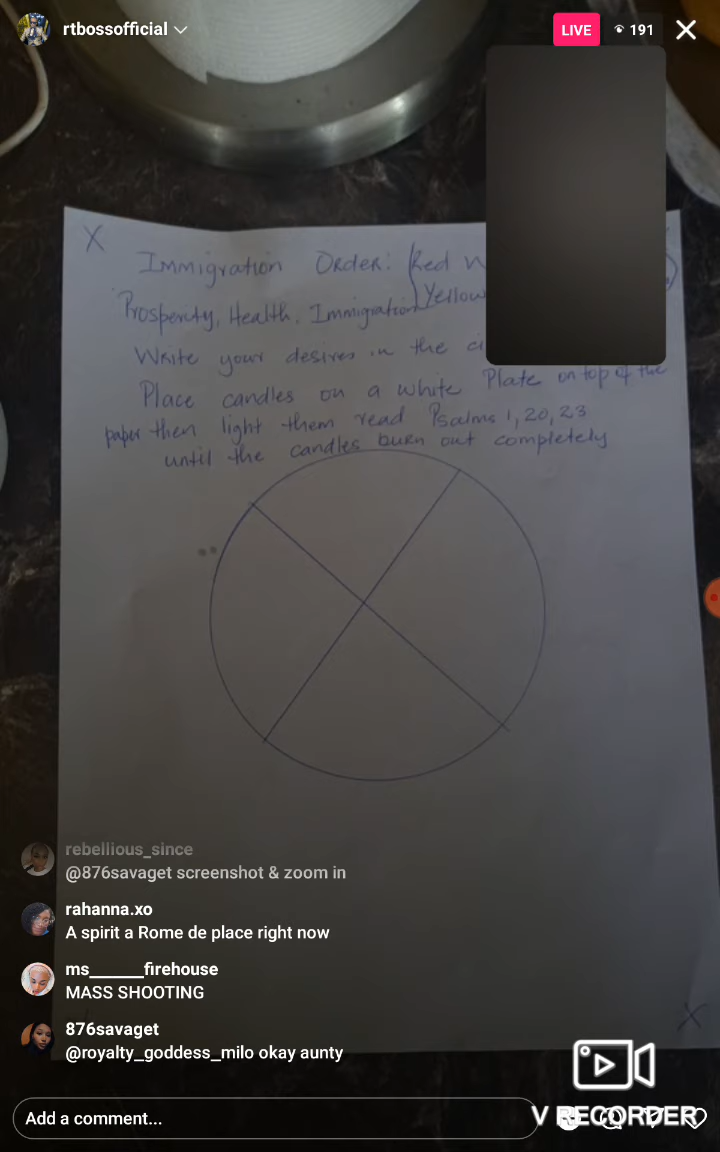 rtbossofficial
LIVE
191
X
Immigration Order: (Red
Prosperity, Health, Immigration Yellow
Write your desires in the
Place candles on a white Plate on top of the
paper then light them read Psalms 1, 20, 23
until the candles burn out completely
rebellious_since
@876savaget screenshot & zoom in
rahanna.xo
A spirit a Rome de place right now
ms______firehouse
MASS SHOOTING
876savaget
@royalty_goddess_milo okay aunty
X
Add a comment...
V RECORDER